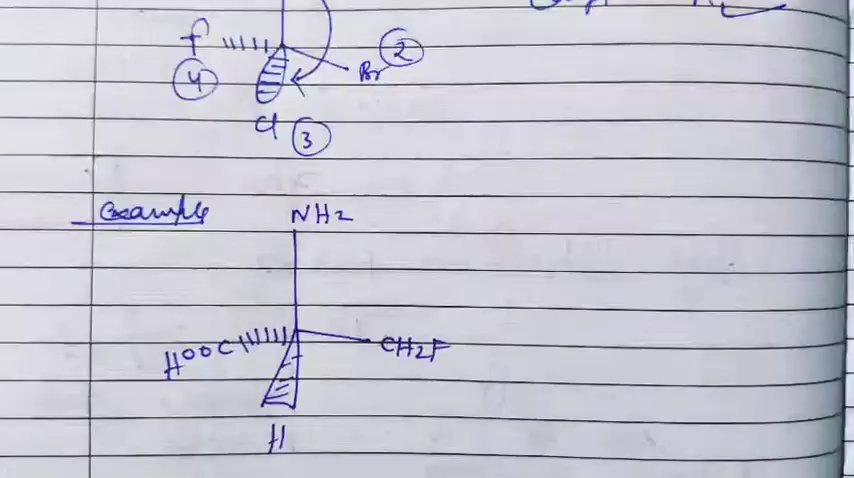 F Br 2
4
Cl 3
Example NH2
HOOC CH2F
H